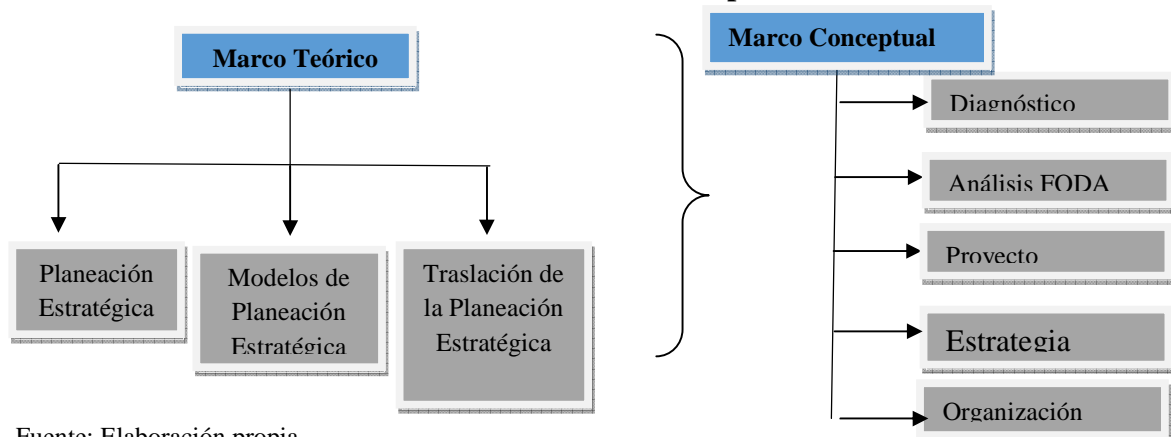 Marco Teórico
Planeación
Estratégica
Modelos de
Planeación
Estratégica
Traslación de
la Planeación
Estratégica
Marco Conceptual
Diagnóstico
Análisis FODA
Proyecto
Estrategia
Organización
Fuente: Elaboración propia